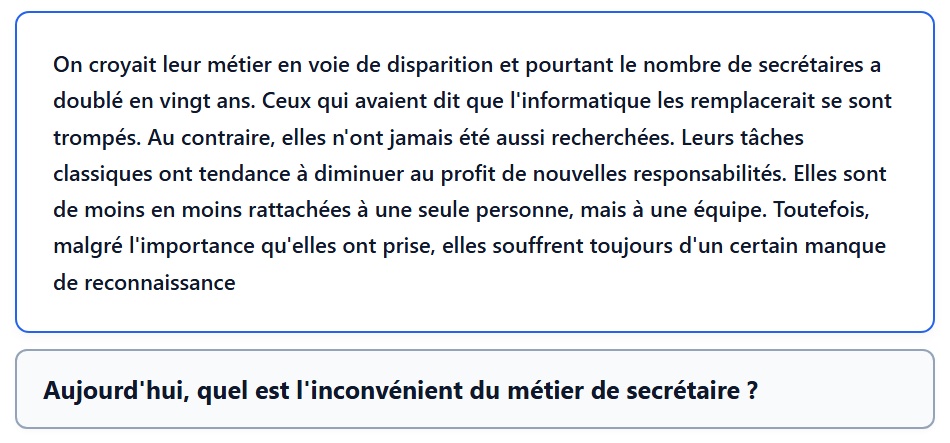 On croyait leur métier en voie de disparition et pourtant le nombre de secrétaires a
doublé en vingt ans. Ceux qui avaient dit que l'informatique les remplacerait se sont
trompés. Au contraire, elles n'ont jamais été aussi recherchées. Leurs tâches
classiques ont tendance à diminuer au profit de nouvelles responsabilités. Elles sont
de moins en moins rattachées à une seule personne, mais à une équipe. Toutefois,
malgré l'importance qu'elles ont prise, elles souffrent toujours d'un certain manque
de reconnaissance
Aujourd'hui, quel est l'inconvénient du métier de secrétaire ?